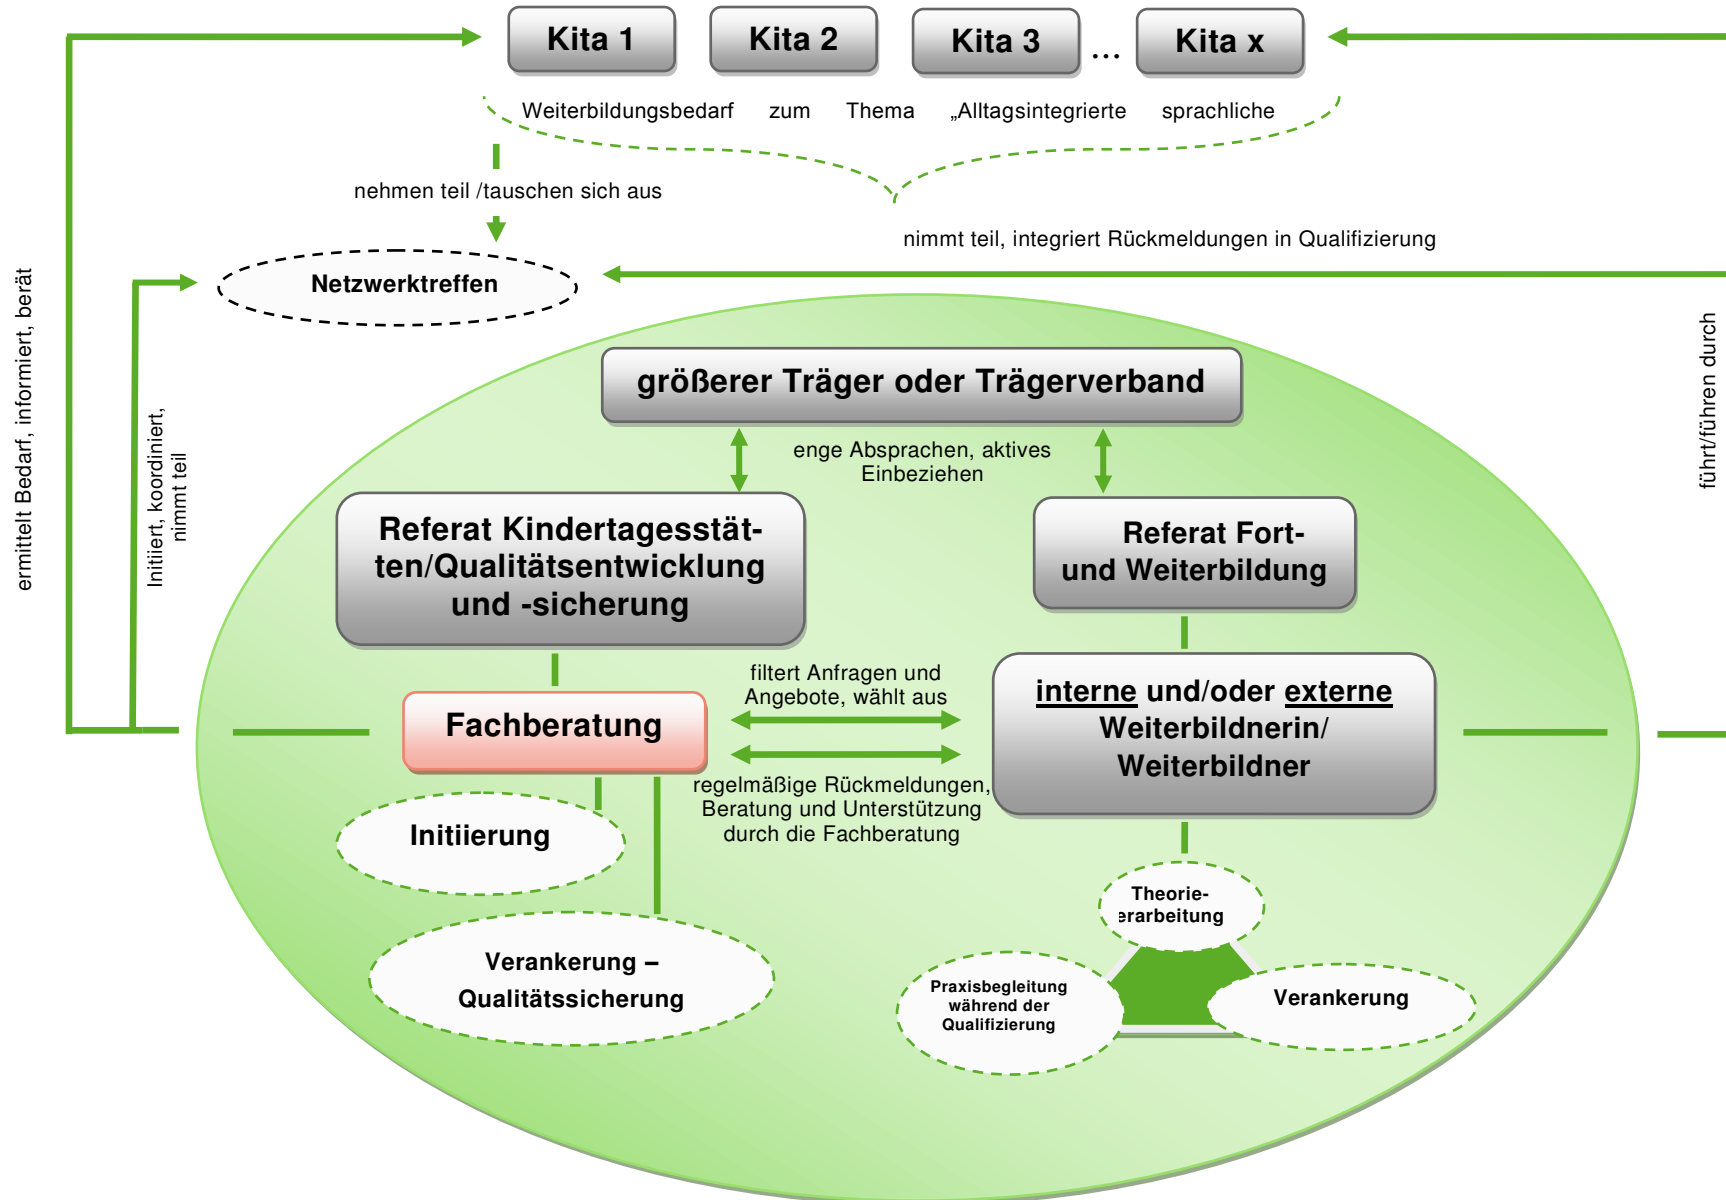 Kita 1
Kita 2
Kita 3
...
Kita x
Weiterbildungsbedarf zum Thema „Alltagsintegrierte sprachliche
nehmen teil /tauschen sich aus
nimmt teil, integriert Rückmeldungen in Qualifizierung
Netzwerktreffen
ermittelt Bedarf, informiert, berät
Initiiert, koordiniert,
nimmt teil
führt/führen durch
größerer Träger oder Trägerverband
enge Absprachen, aktives
Einbeziehen
Referat Kindertagesstät-
ten/Qualitätsentwicklung
und -sicherung
Referat Fort-
und Weiterbildung
filtert Anfragen und
Angebote, wählt aus
Fachberatung
interne und/oder externe
Weiterbildnerin/
Weiterbildner
regelmäßige Rückmeldungen,
Beratung und Unterstützung
durch die Fachberatung
Initiierung
Verankerung –
Qualitätssicherung
Theorie-
erarbeitung
Praxisbegleitung
während der
Qualifizierung
Verankerung